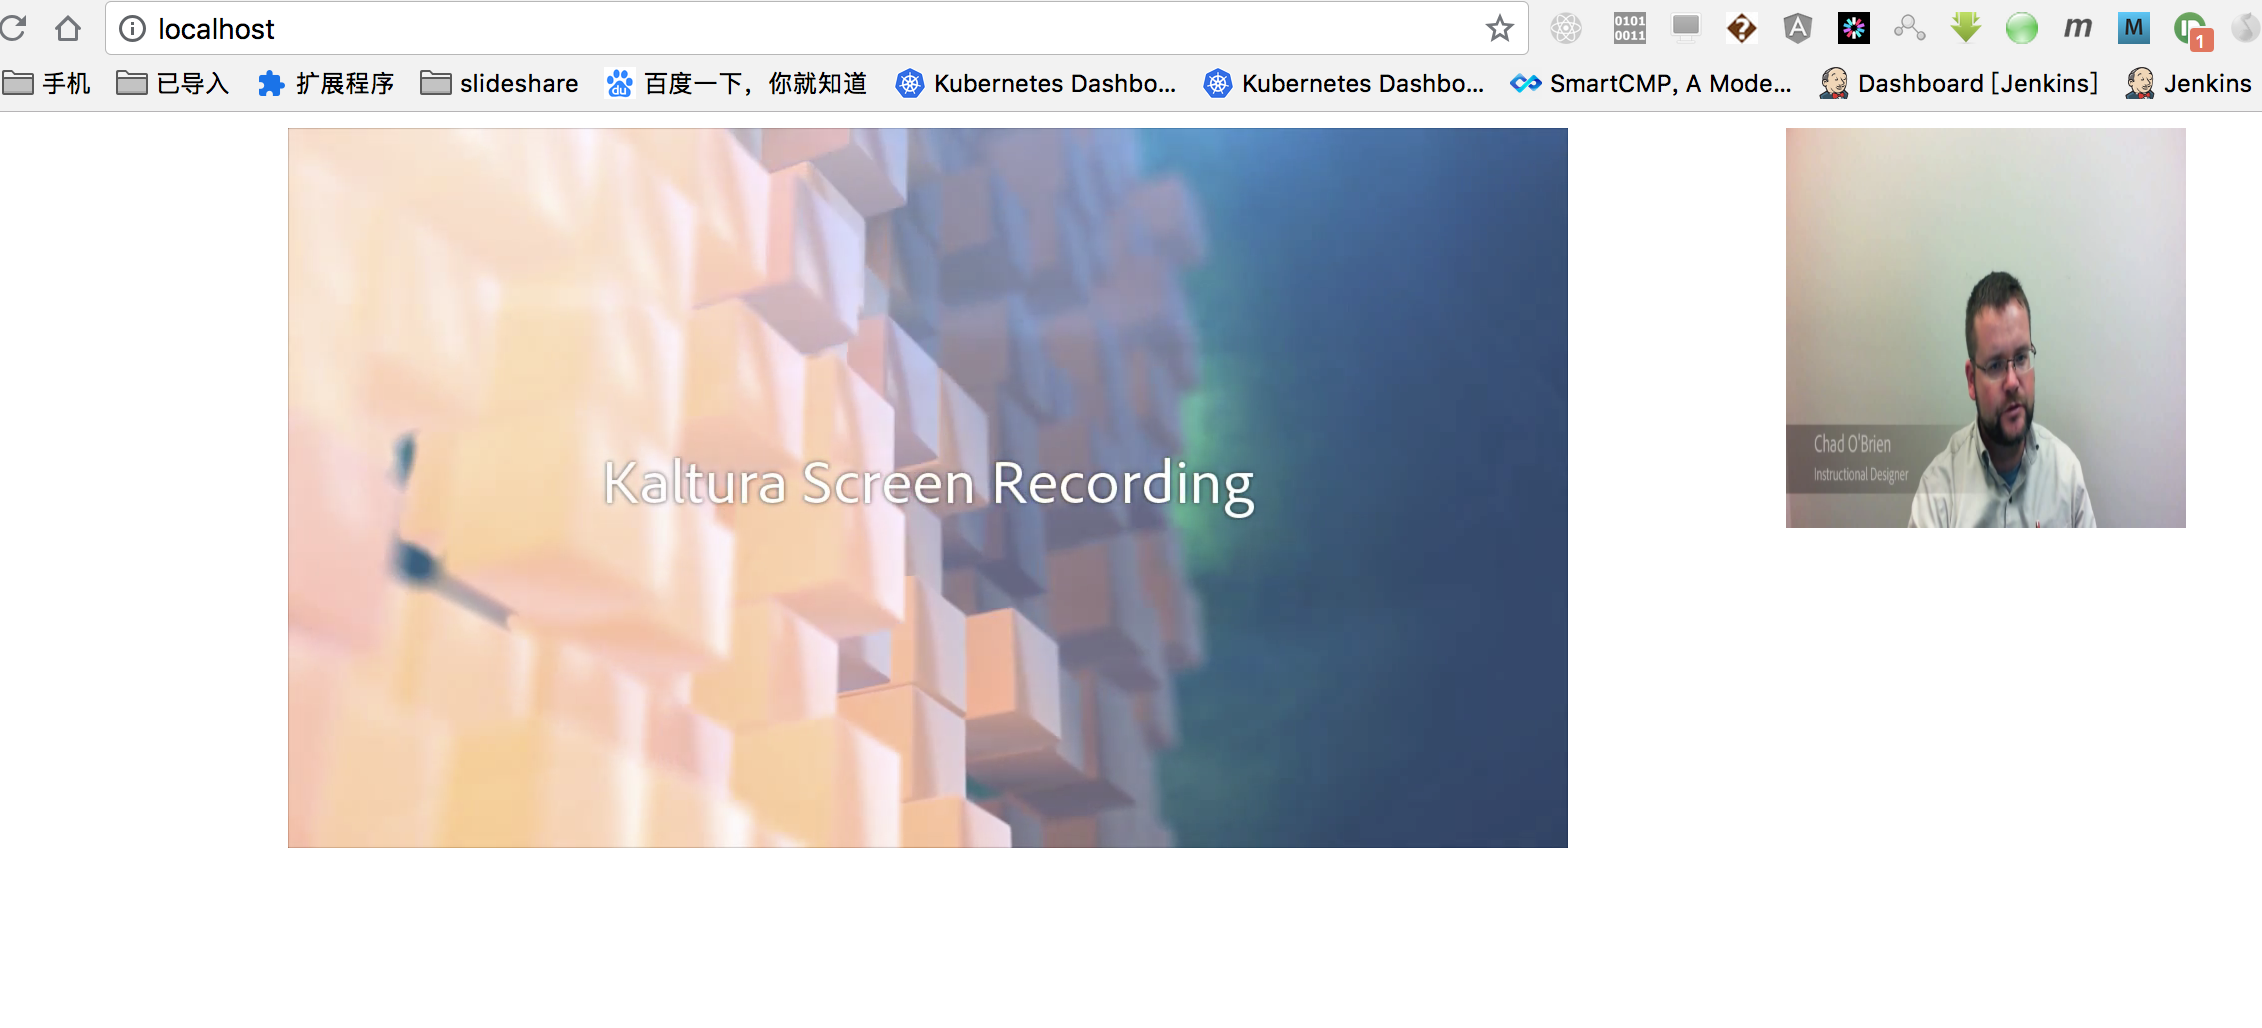 localhost
0101
0011
m
M
1
手机
已导入
扩展程序
slideshare
du
百度一下，你就知道
Kubernetes Dashbo...
Kubernetes Dashbo...
SmartCMP, A Mode...
Dashboard [Jenkins]
Jenkins
Kaltura Screen Recording
Chad O'Brien
Instructional Designer